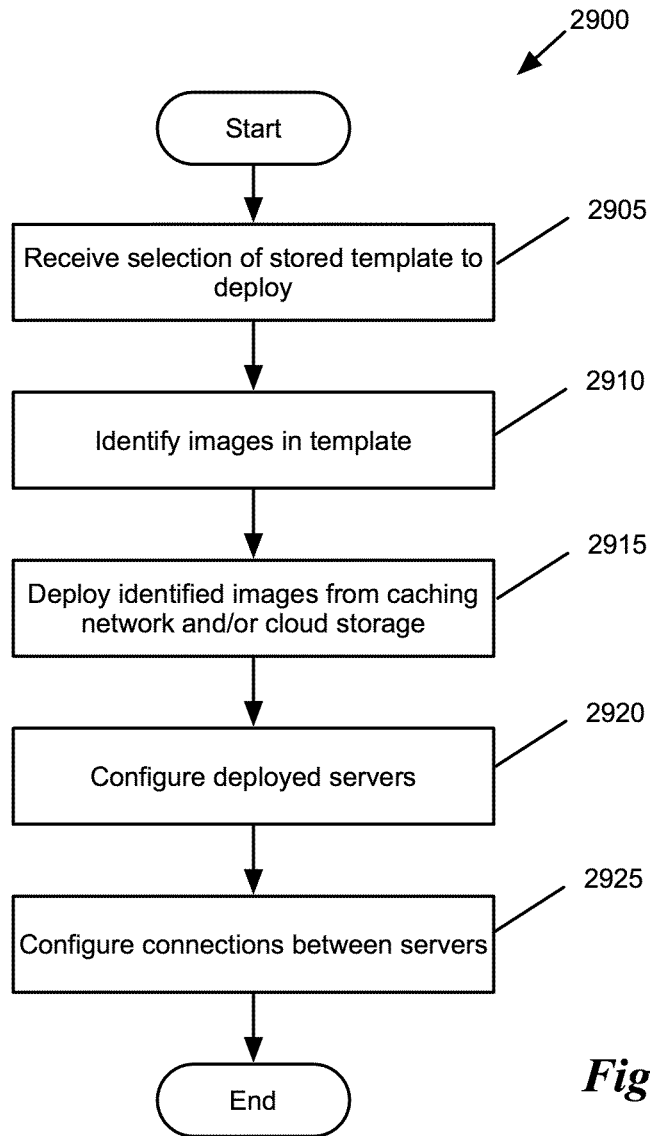 2900
Start
2905
Receive selection of stored template to
deploy
2910
Identify images in template
2915
Deploy identified images from caching
network and/or cloud storage
2920
Configure deployed servers
2925
Configure connections between servers
End
Fig